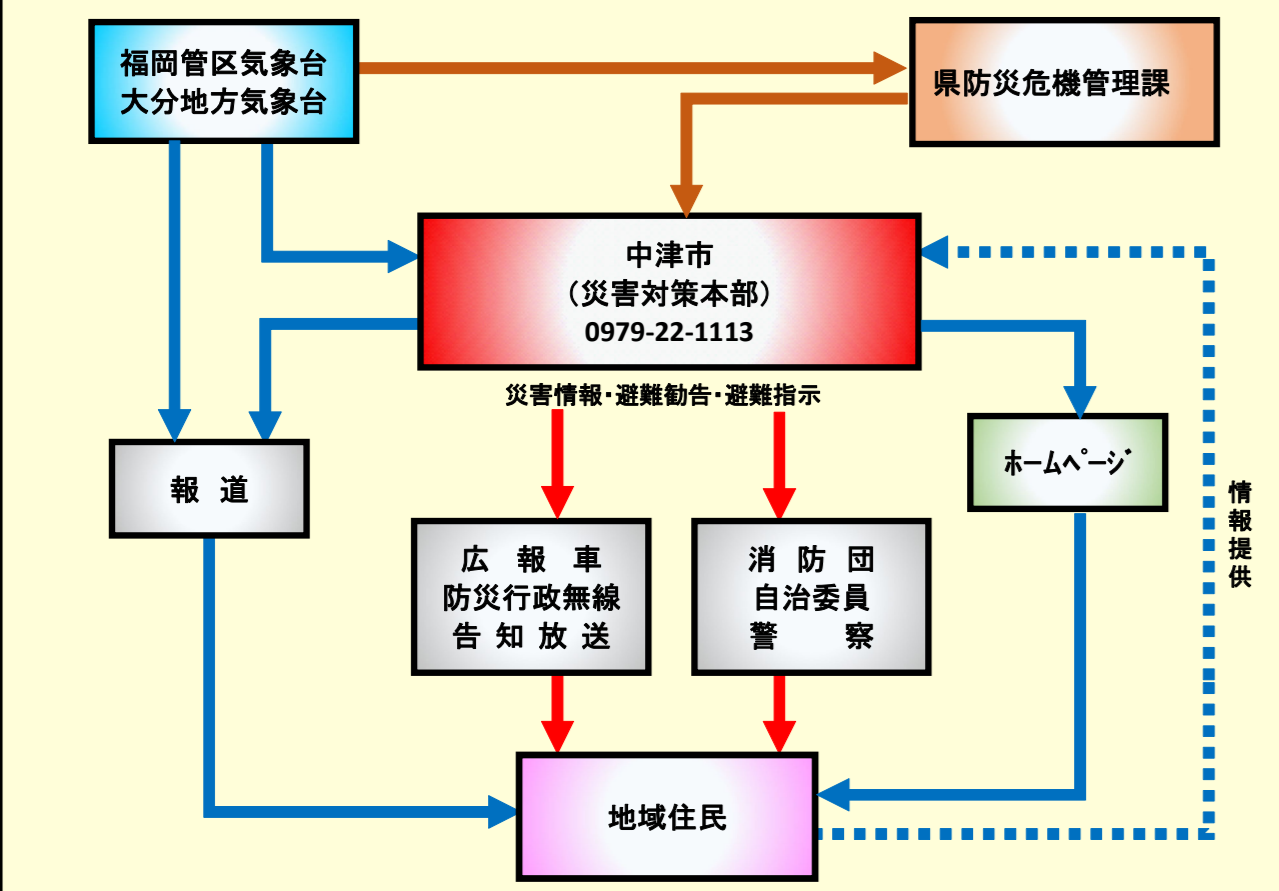 福岡管区気象台
大分地方気象台
県防災危機管理課
中津市
（災害対策本部）
0979-22-1113
災害情報・避難勧告・避難指示
報 道
ホームページ
広 報 車
防災行政無線
告 知 放 送
消 防 団
自治委員
警 察
情報提供
地域住民